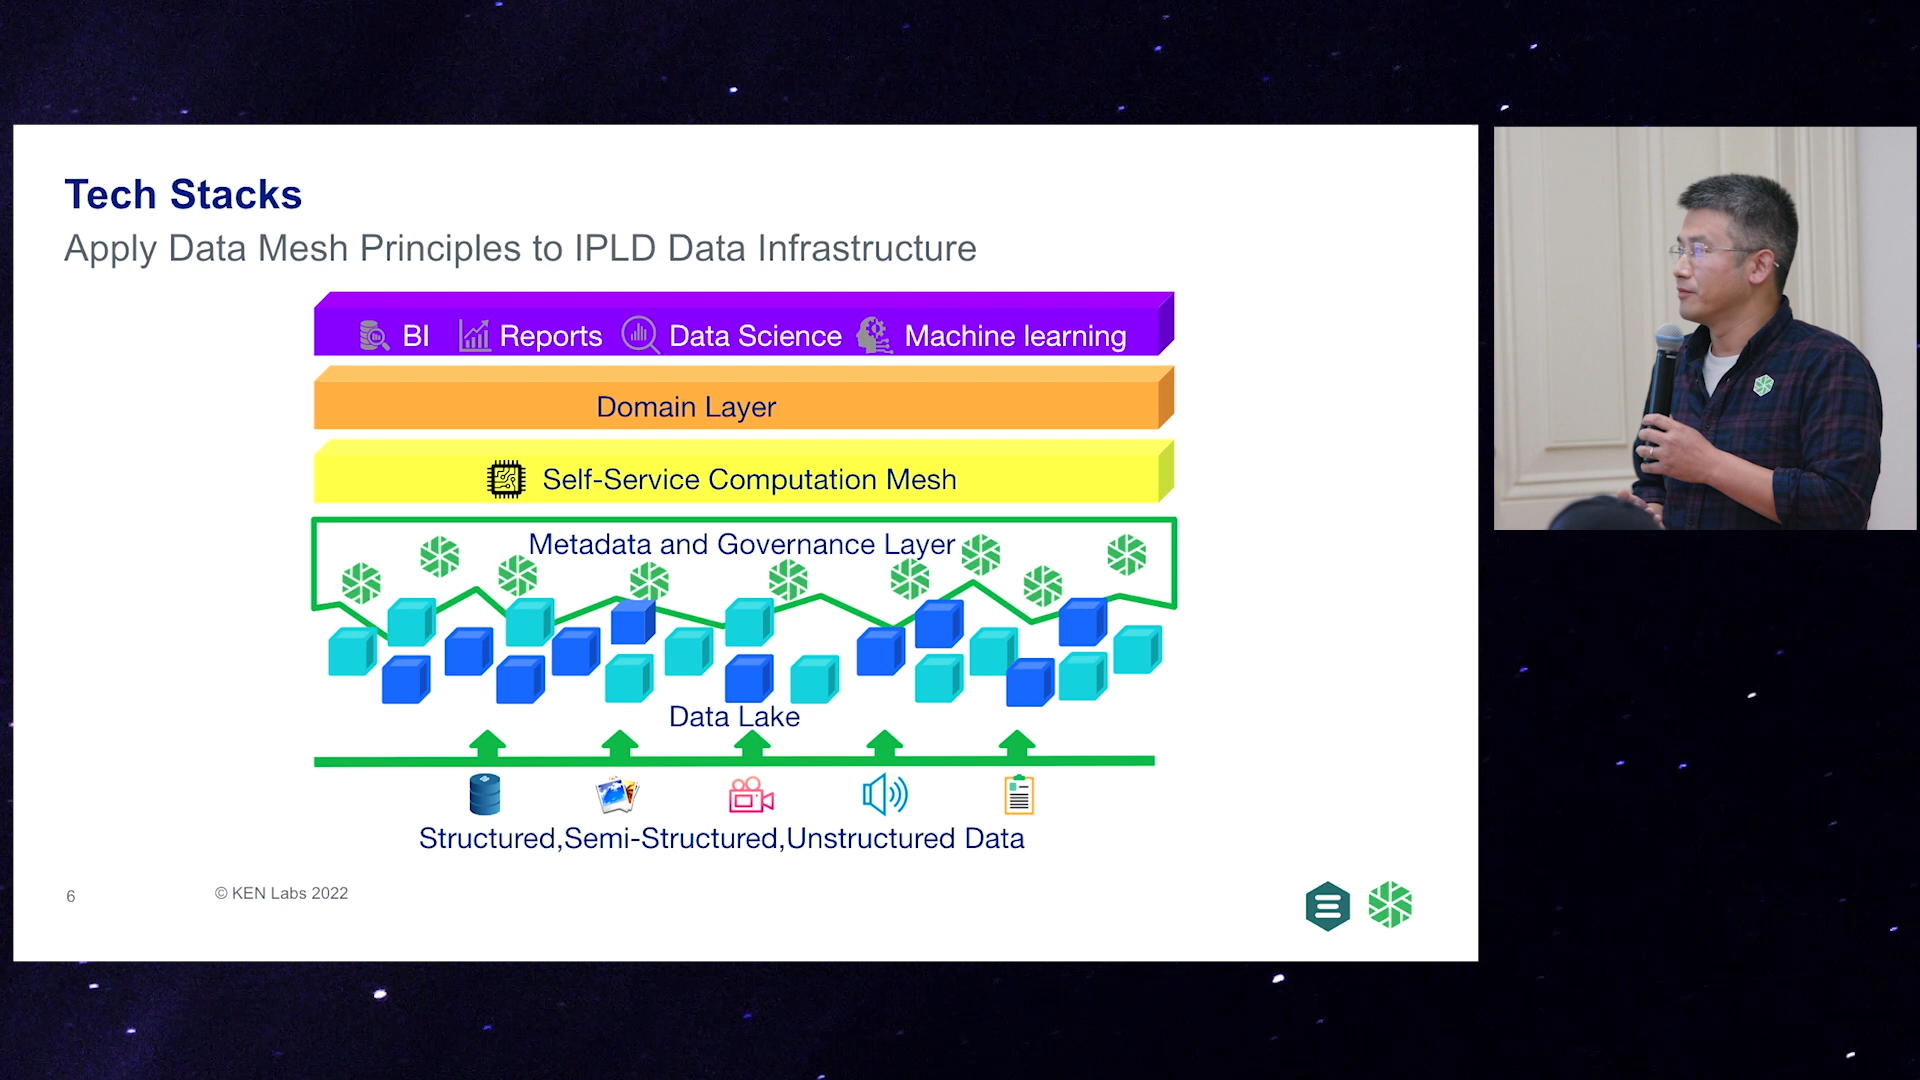 Tech Stacks
Apply Data Mesh Principles to IPLD Data Infrastructure
BI Reports Data Science Machine learning
Domain Layer
Self-Service Computation Mesh
Metadata and Governance Layer
Data Lake
Structured,Semi-Structured,Unstructured Data
6 © KEN Labs 2022